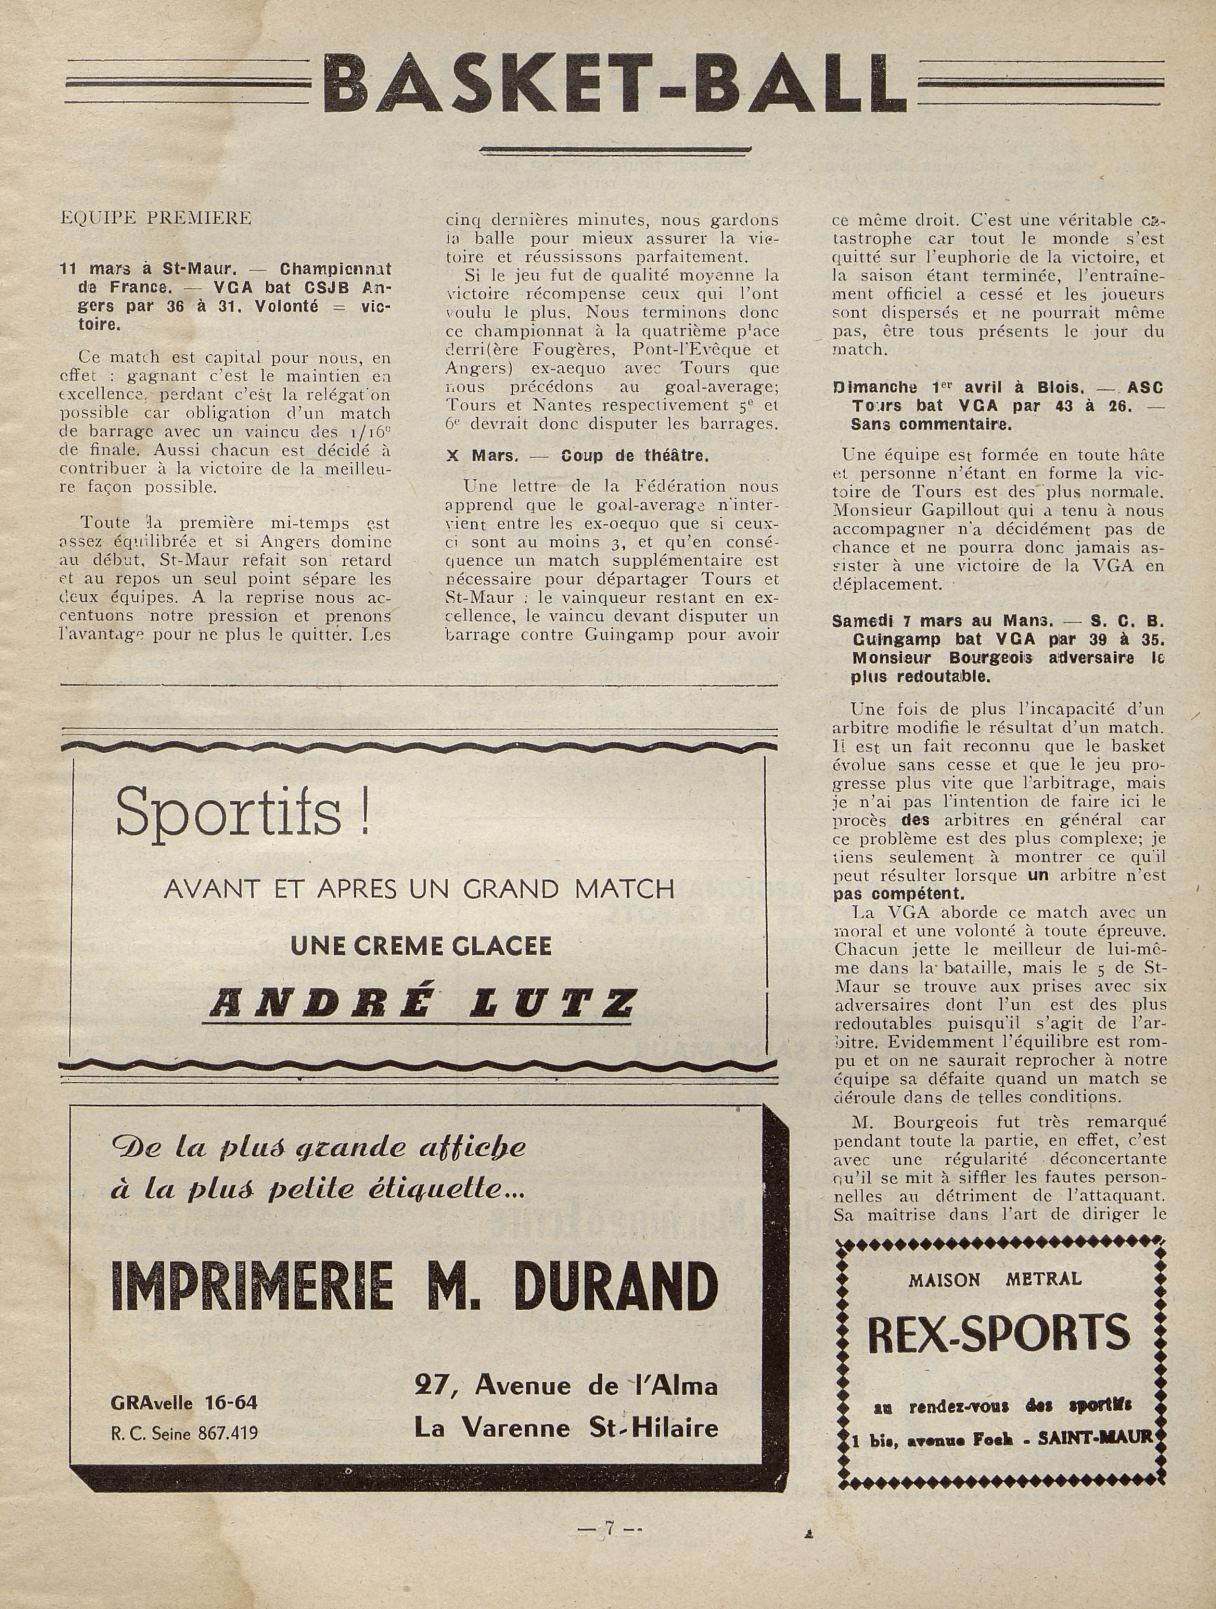 BASKET-BALL
EQUIPE PREMIERE
11 mars à St-Maur. — Championnat
de France. — VGA bat CSJB An-
gers par 36 à 31. Volonté = vic-
toire.
Ce match est capital pour nous, en
effet : gagnant c'est le maintien en
excellence, perdant c'est la relégat'on
possible car obligation d'un match
de barrage avec un vaincu des 1/16e
de finale. Aussi chacun est décidé à
contribuer à la victoire de la meilleu-
re façon possible.
Toute la première mi-temps est
assez équilibrée et si Angers domine
au début, St-Maur refait son retard
et au repos un seul point sépare les
deux équipes. A la reprise nous ac-
centuons notre pression et prenons
l'avantage pour ne plus le quitter. Les
cinq dernières minutes, nous gardons
la balle pour mieux assurer la vic-
toire et réussissons parfaitement.
Si le jeu fut de qualité moyenne la
victoire récompense ceux qui l'ont
voulu le plus. Nous terminons donc
ce championnat à la quatrième p'ace
derri(ère Fougères, Pont-l'Evêque et
Angers) ex-aequo avec Tours que
nous précédons au goal-average;
Tours et Nantes respectivement 5e et
6e devrait donc disputer les barrages.
X Mars. — Coup de théâtre.
Une lettre de la Fédération nous
apprend que le goal-average n'inter-
vient entre les ex-oequo que si ceux-
ci sont au moins 3, et qu'en consé-
quence un match supplémentaire est
nécessaire pour départager Tours et
St-Maur : le vainqueur restant en ex-
cellence, le vaincu devant disputer un
barrage contre Guingamp pour avoir
ce même droit. C'est une véritable ca-
tastrophe car tout le monde s'est
quitté sur l'euphorie de la victoire, et
la saison étant terminée, l'entraîne-
ment officiel a cessé et les joueurs
sont dispersés et ne pourrait même
pas, être tous présents le jour du
match.
Dimanche 1er avril à Blois. — ASC
Tours bat VGA par 43 à 26. —
Sans commentaire.
Une équipe est formée en toute hâte
et personne n'étant en forme la vic-
toire de Tours est des plus normale.
Monsieur Gapillout qui a tenu à nous
accompagner n'a décidément pas de
chance et ne pourra donc jamais as-
sister à une victoire de la VGA en
déplacement.
Samedi 7 mars au Mans. — S. C. B.
Guingamp bat VGA par 39 à 35.
Monsieur Bourgeois adversaire le
plus redoutable.
Une fois de plus l'incapacité d'un
arbitre modifie le résultat d'un match.
Il est un fait reconnu que le basket
évolue sans cesse et que le jeu pro-
gresse plus vite que l'arbitrage, mais
je n'ai pas l'intention de faire ici le
procès des arbitres en général car
ce problème est des plus complexe; je
tiens seulement à montrer ce qu'il
peut résulter lorsque un arbitre n'est
pas compétent.
La VGA aborde ce match avec un
moral et une volonté à toute épreuve.
Chacun jette le meilleur de lui-mê-
me dans la bataille, mais le 5 de St-
Maur se trouve aux prises avec six
adversaires dont l'un est des plus
redoutables puisqu'il s'agit de l'ar-
bitre. Evidemment l'équilibre est rom-
pu et on ne saurait reprocher à notre
équipe sa défaite quand un match se
déroule dans de telles conditions.
M. Bourgeois fut très remarqué
pendant toute la partie, en effet, c'est
avec une régularité déconcertante
qu'il se mit à siffler les fautes person-
nelles au détriment de l'attaquant.
Sa maîtrise dans l'art de diriger le
Sportifs !
AVANT ET APRES UN GRAND MATCH
UNE CREME GLACEE
ANDRÉ LUTZ
De la plus grande affiche
à la plus petite étiquette...
IMPRIMERIE M. DURAND
27, Avenue de l'Alma
La Varenne St-Hilaire
GRAvelle 16-64
R. C. Seine 867.419
MAISON METRAL
REX-SPORTS
au rendez-vous des sportifs
1 bis, avenue Foch - SAINT-MAUR
— 7 —